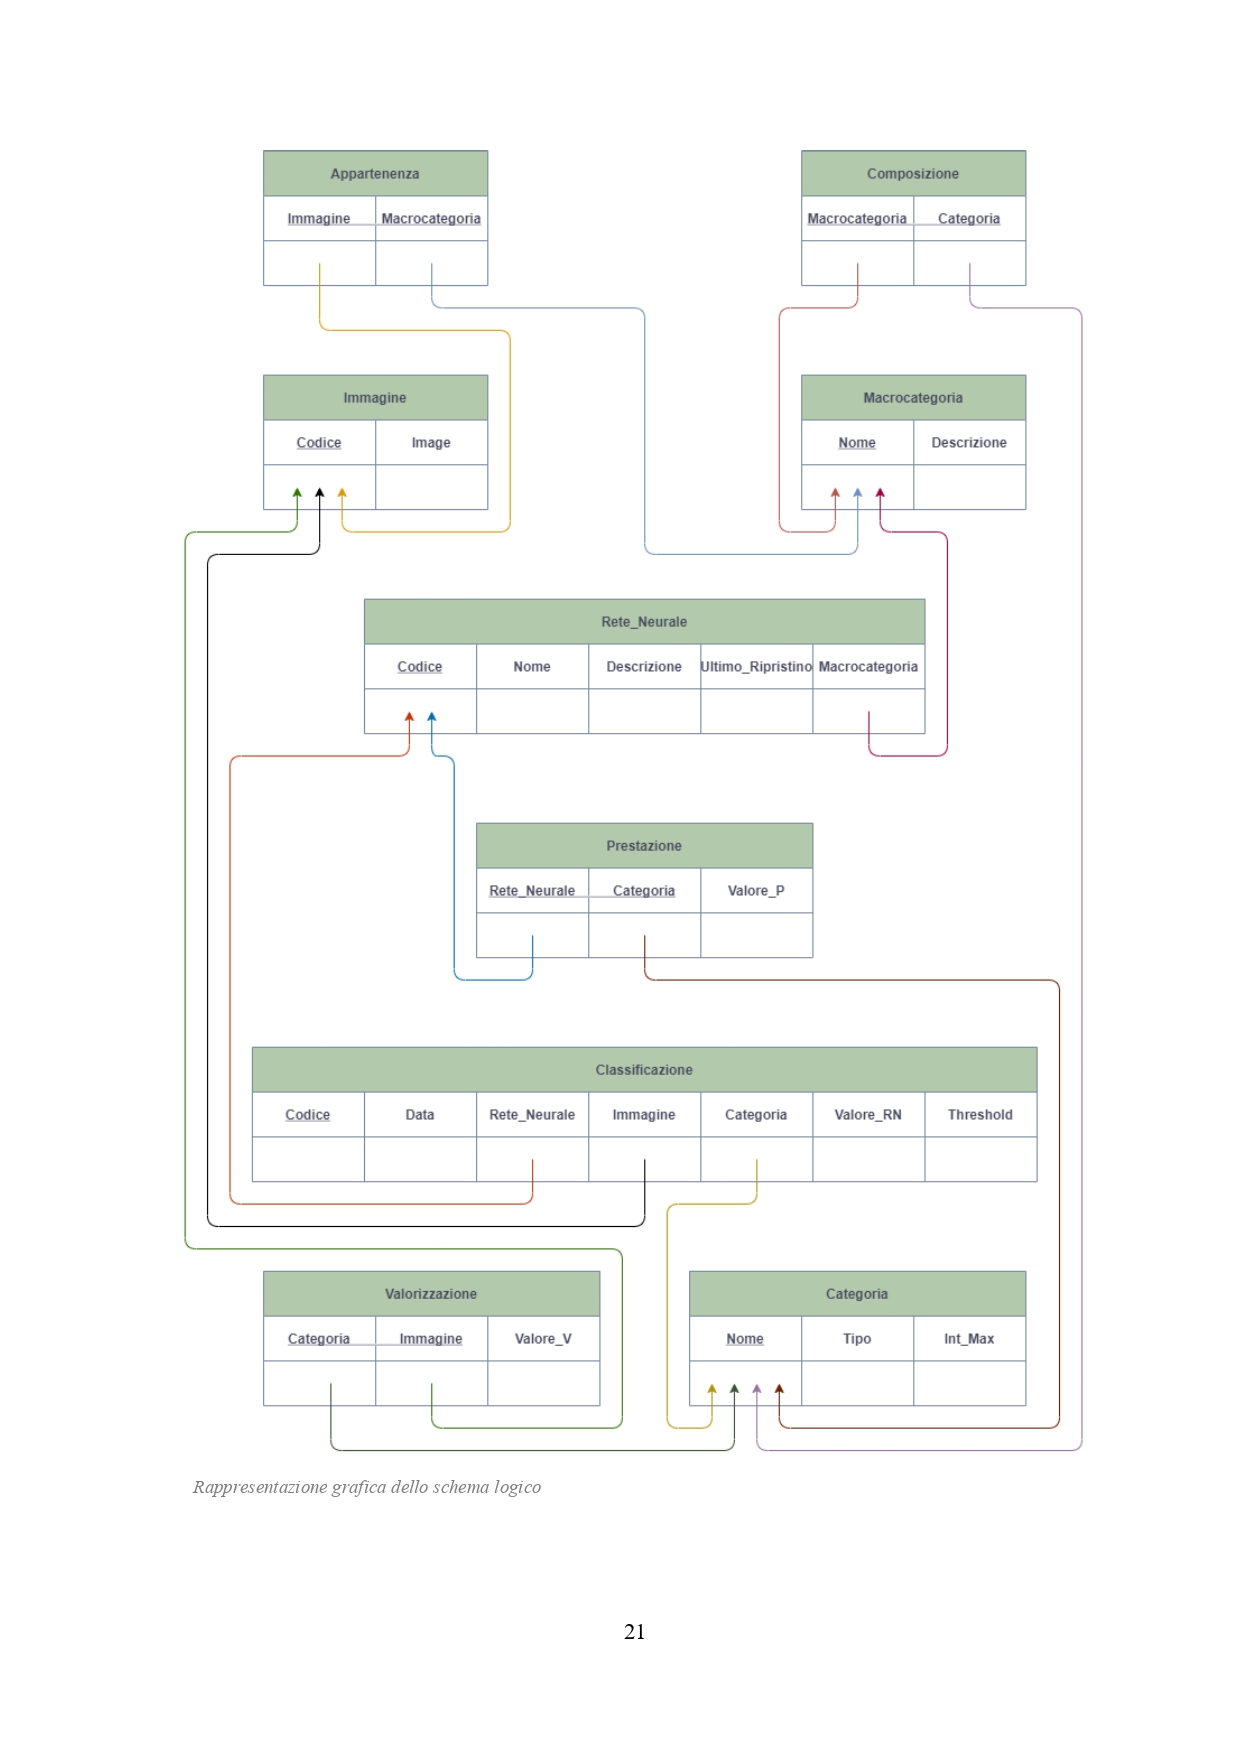 Appartenenza
Immagine Macrocategoria
Composizione
Macrocategoria Categoria
Immagine
Codice Image
Macrocategoria
Nome Descrizione
Rete_Neurale
Codice Nome Descrizione Ultimo_Ripristino Macrocategoria
Prestazione
Rete_Neurale Categoria Valore_P
Classificazione
Codice Data Rete_Neurale Immagine Categoria Valore_RN Threshold
Valorizzazione
Categoria Immagine Valore_V
Categoria
Nome Tipo Int_Max
Rappresentazione grafica dello schema logico
21